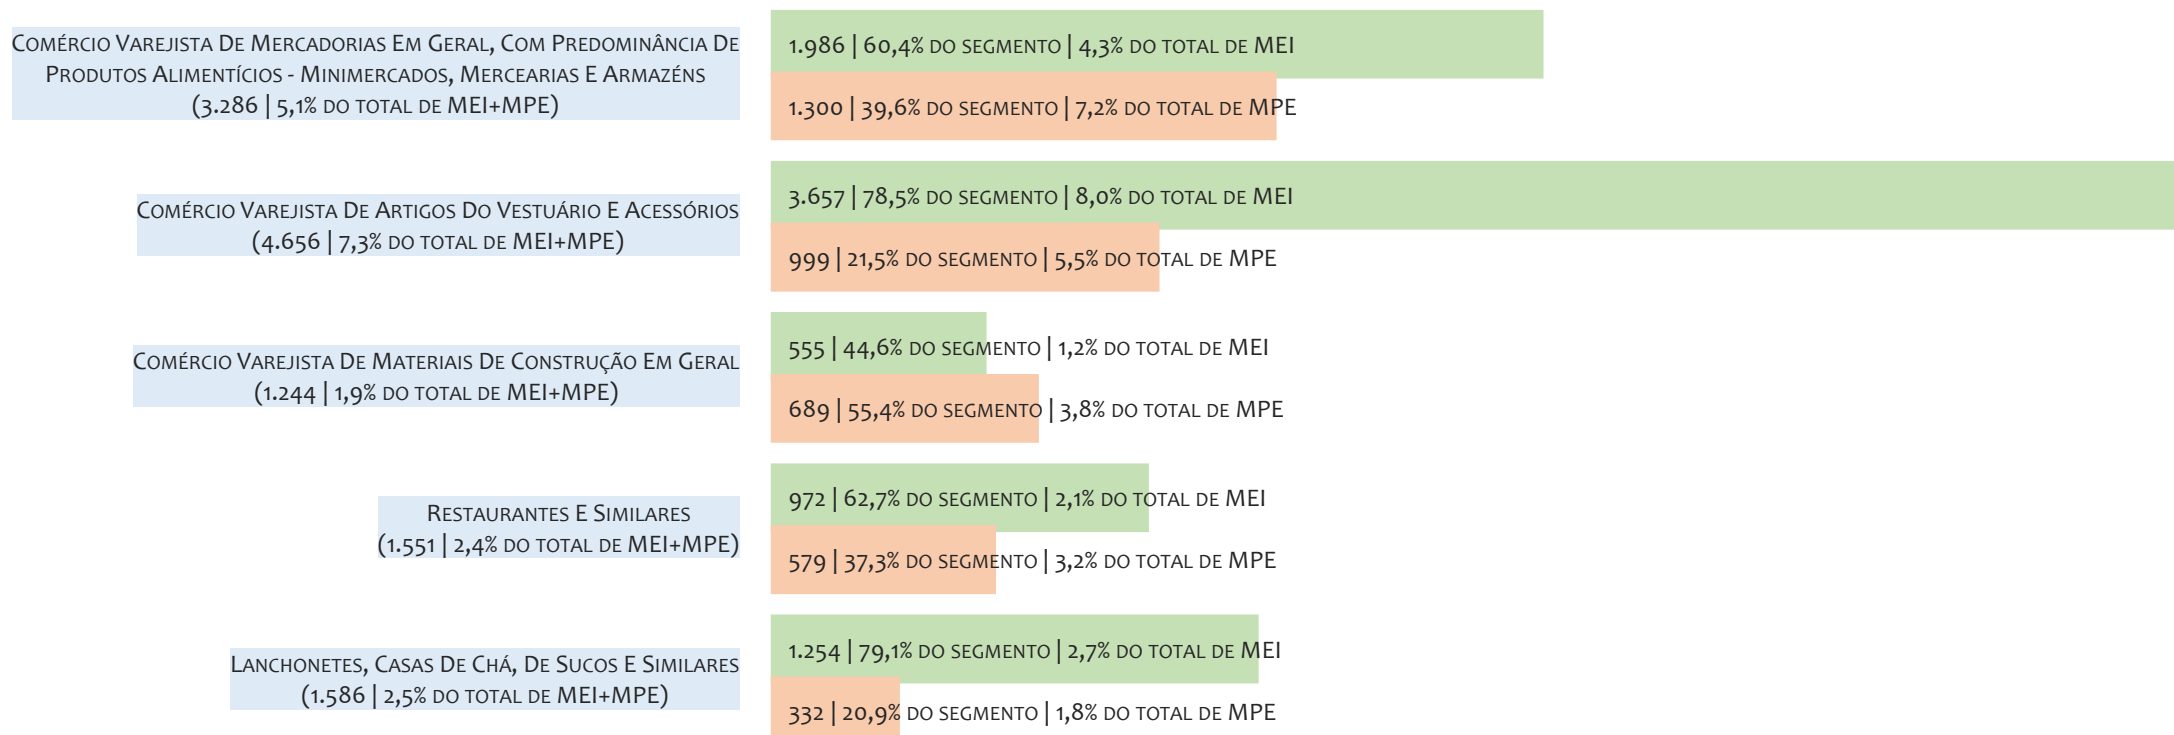 Comércio Varejista De Mercadorias Em Geral, Com Predominância De
Produtos Alimentícios - Minimercados, Mercearias E Armazéns
(3.286 | 5,1% do total de MEI+MPE)
1.986 | 60,4% do segmento | 4,3% do total de MEI
1.300 | 39,6% do segmento | 7,2% do total de MPE
Comércio Varejista De Artigos Do Vestuário E Acessórios
(4.656 | 7,3% do total de MEI+MPE)
3.657 | 78,5% do segmento | 8,0% do total de MEI
999 | 21,5% do segmento | 5,5% do total de MPE
Comércio Varejista De Materiais De Construção Em Geral
(1.244 | 1,9% do total de MEI+MPE)
555 | 44,6% do segmento | 1,2% do total de MEI
689 | 55,4% do segmento | 3,8% do total de MPE
Restaurantes E Similares
(1.551 | 2,4% do total de MEI+MPE)
972 | 62,7% do segmento | 2,1% do total de MEI
579 | 37,3% do segmento | 3,2% do total de MPE
Lanchonetes, Casas De Chá, De Sucos E Similares
(1.586 | 2,5% do total de MEI+MPE)
1.254 | 79,1% do segmento | 2,7% do total de MEI
332 | 20,9% do segmento | 1,8% do total de MPE